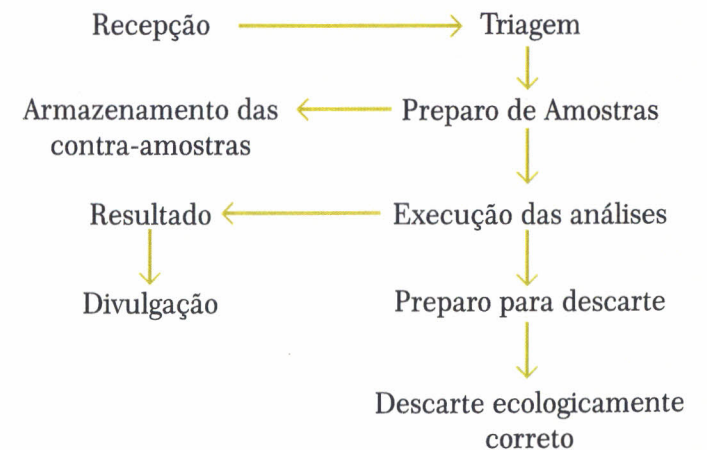 Recepção
Triagem
Armazenamento das
contra-amostras
Preparo de Amostras
Resultado
Execução das análises
Divulgação
Preparo para descarte
Descarte ecologicamente
correto